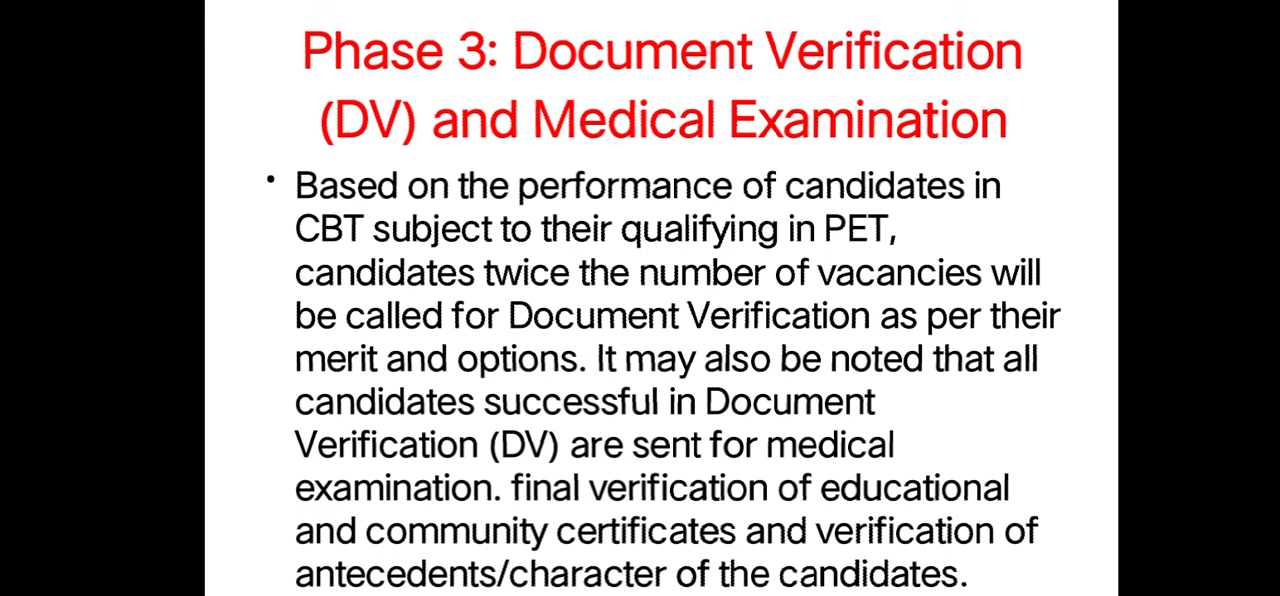 Phase 3: Document Verification
(DV) and Medical Examination
• Based on the performance of candidates in
CBT subject to their qualifying in PET,
candidates twice the number of vacancies will
be called for Document Verification as per their
merit and options. It may also be noted that all
candidates successful in Document
Verification (DV) are sent for medical
examination. final verification of educational
and community certificates and verification of
antecedents/character of the candidates.